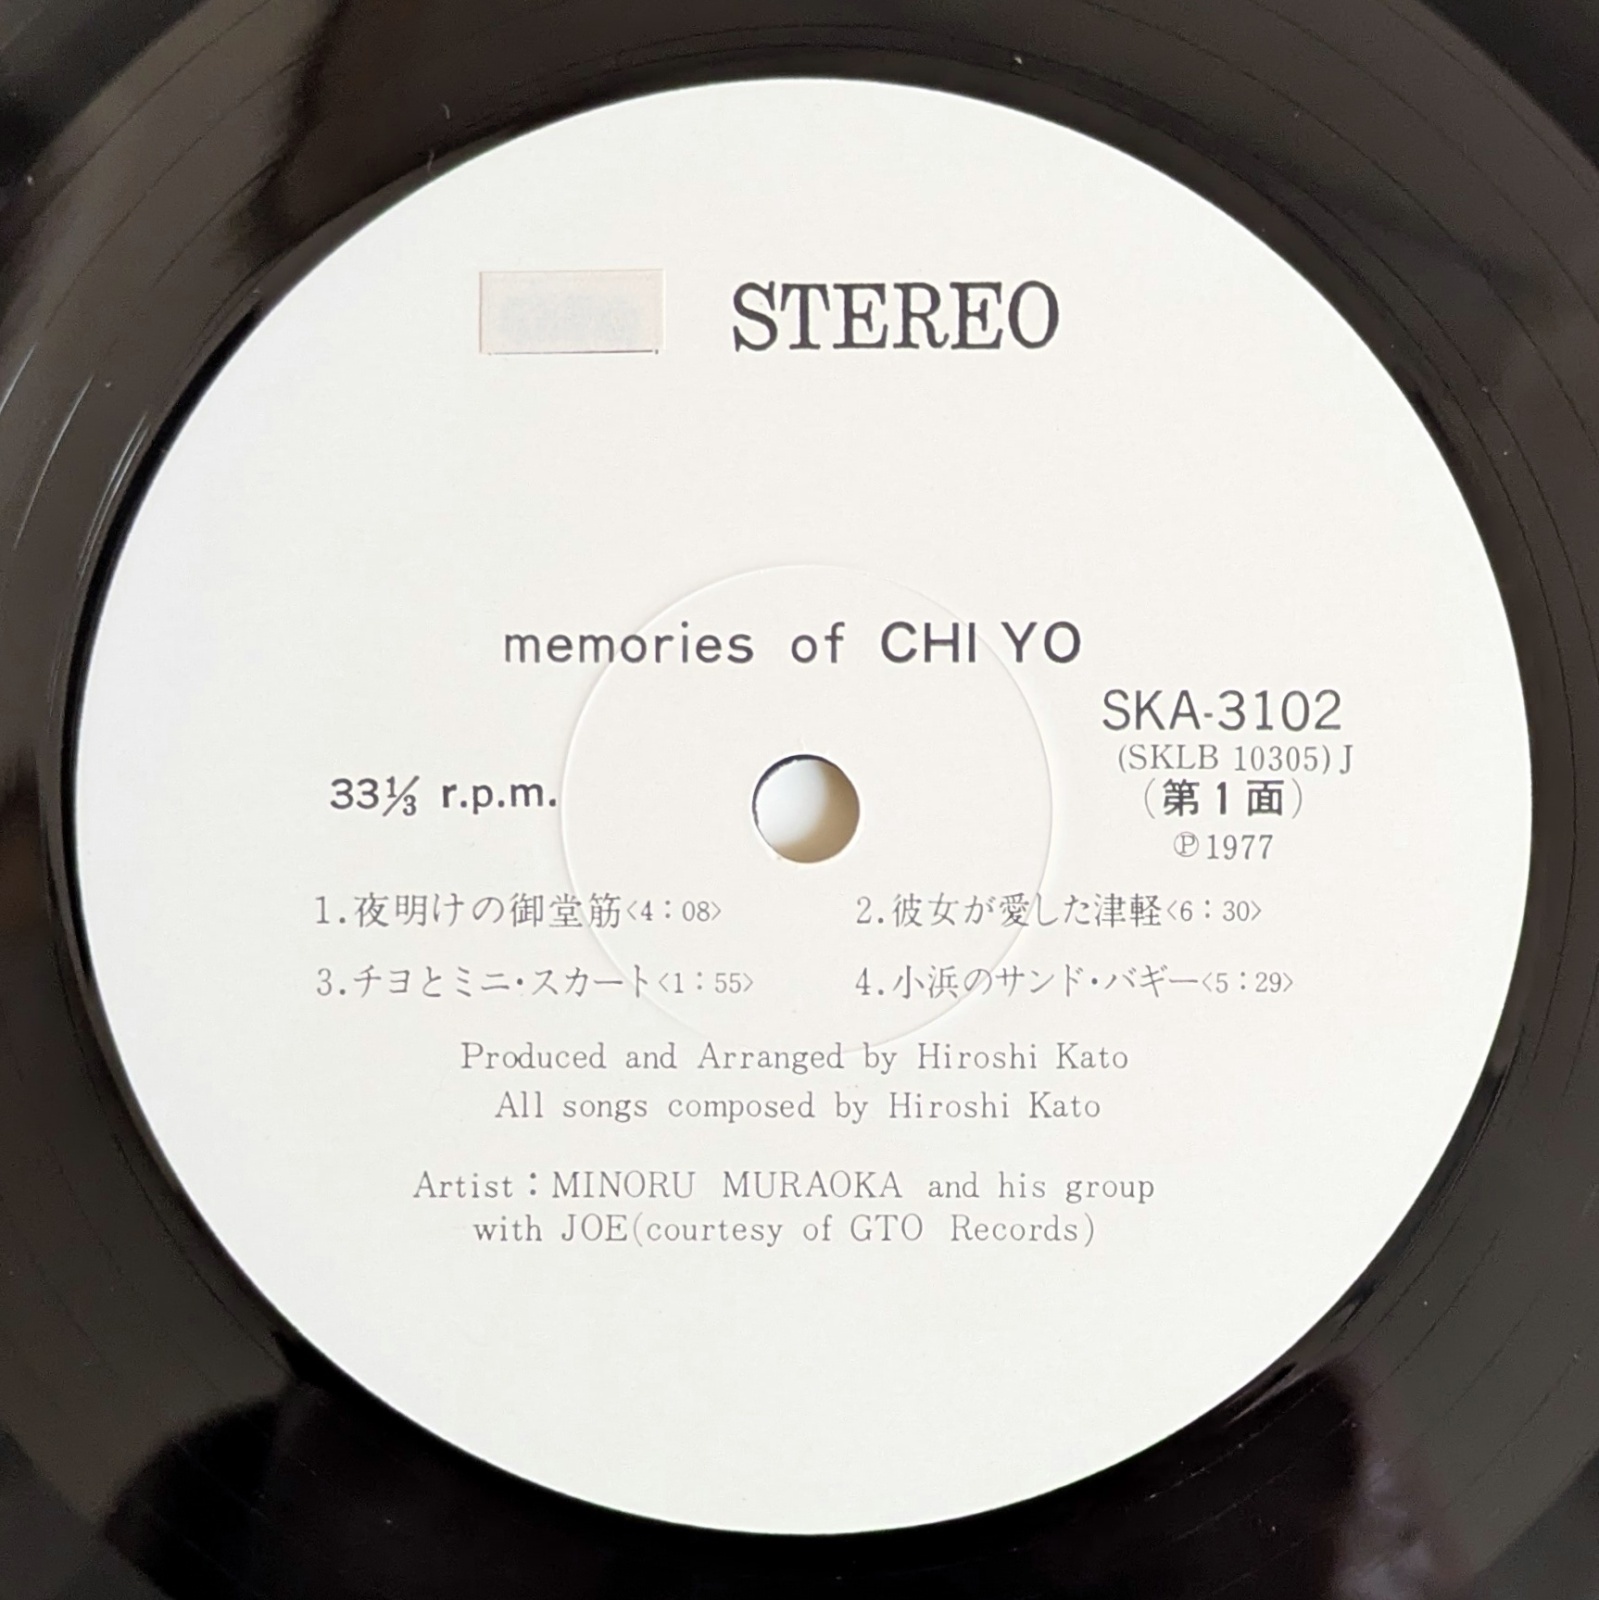 STEREO
memories of CHIYO
SKA-3102
(SKLB 10305) J
33⅓ r.p.m.
(第1面)
Ⓟ1977
1.夜明けの御堂筋〈4:08〉 2.彼女が愛した津軽〈6:30〉
3.チヨとミニ・スカート〈1:55〉 4.小浜のサンド・バギー〈5:29〉
Produced and Arranged by Hiroshi Kato
All songs composed by Hiroshi Kato
Artist:MINORU MURAOKA and his group
with JOE(courtesy of GTO Records)